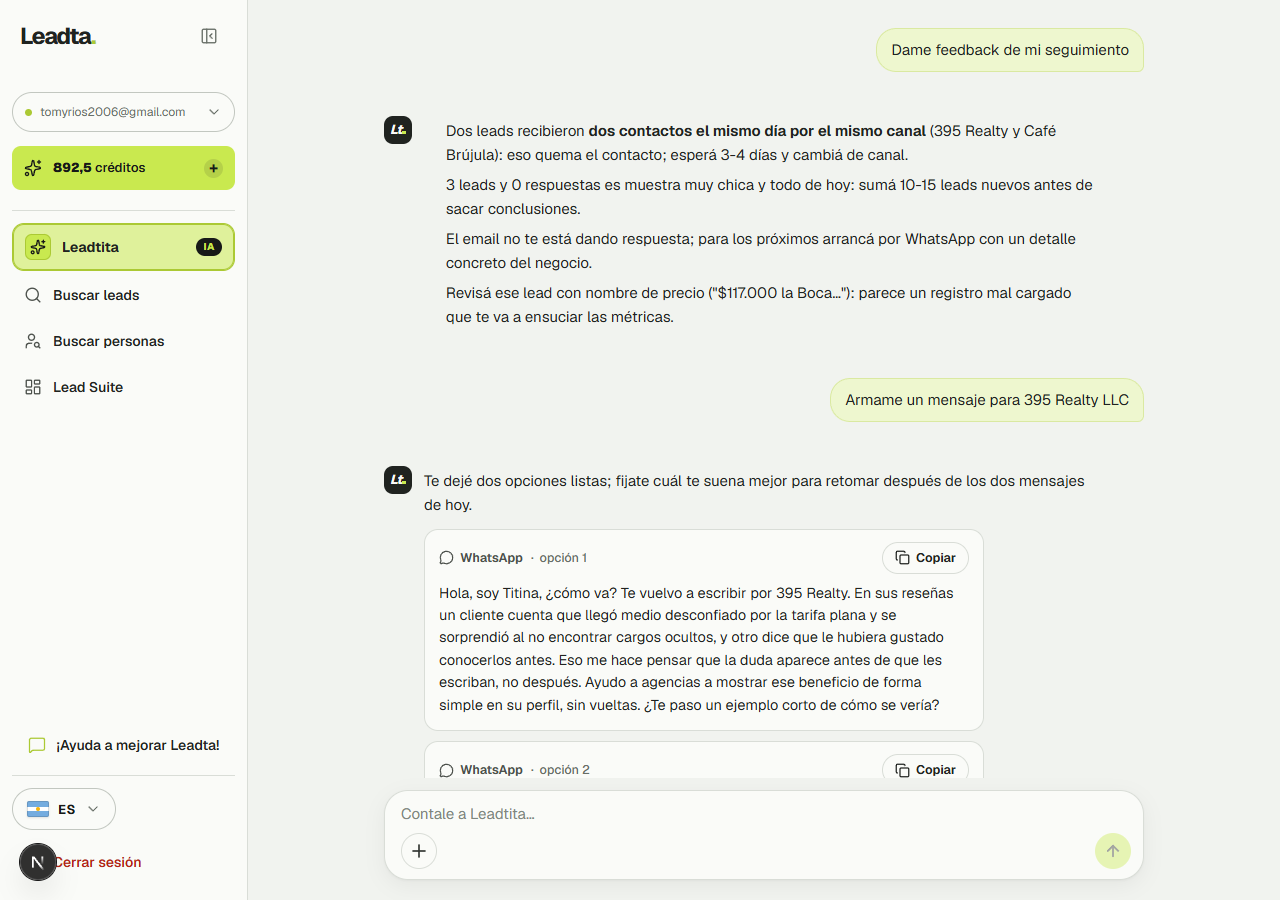 Leadta.
tomyrios2006@gmail.com
892,5 créditos
+
Leadtita
IA
Buscar leads
Buscar personas
Lead Suite
¡Ayuda a mejorar Leadta!
ES
N
Cerrar sesión
Dame feedback de mi seguimiento
Lt.
Dos leads recibieron dos contactos el mismo día por el mismo canal (395 Realty y Café
Brújula): eso quema el contacto; esperá 3-4 días y cambiá de canal.
3 leads y 0 respuestas es muestra muy chica y todo de hoy: sumá 10-15 leads nuevos antes de
sacar conclusiones.
El email no te está dando respuesta; para los próximos arrancá por WhatsApp con un detalle
concreto del negocio.
Revisá ese lead con nombre de precio ("$117.000 la Boca…"): parece un registro mal cargado
que te va a ensuciar las métricas.
Armame un mensaje para 395 Realty LLC
Lt.
Te dejé dos opciones listas; fijate cuál te suena mejor para retomar después de los dos mensajes
de hoy.
WhatsApp · opción 1
Copiar
Hola, soy Titina, ¿cómo va? Te vuelvo a escribir por 395 Realty. En sus reseñas
un cliente cuenta que llegó medio desconfiado por la tarifa plana y se
sorprendió al no encontrar cargos ocultos, y otro dice que le hubiera gustado
conocerlos antes. Eso me hace pensar que la duda aparece antes de que les
escriban, no después. Ayudo a agencias a mostrar ese beneficio de forma
simple en su perfil, sin vueltas. ¿Te paso un ejemplo corto de cómo se vería?
WhatsApp · opción 2
Copiar
Contale a Leadtita…